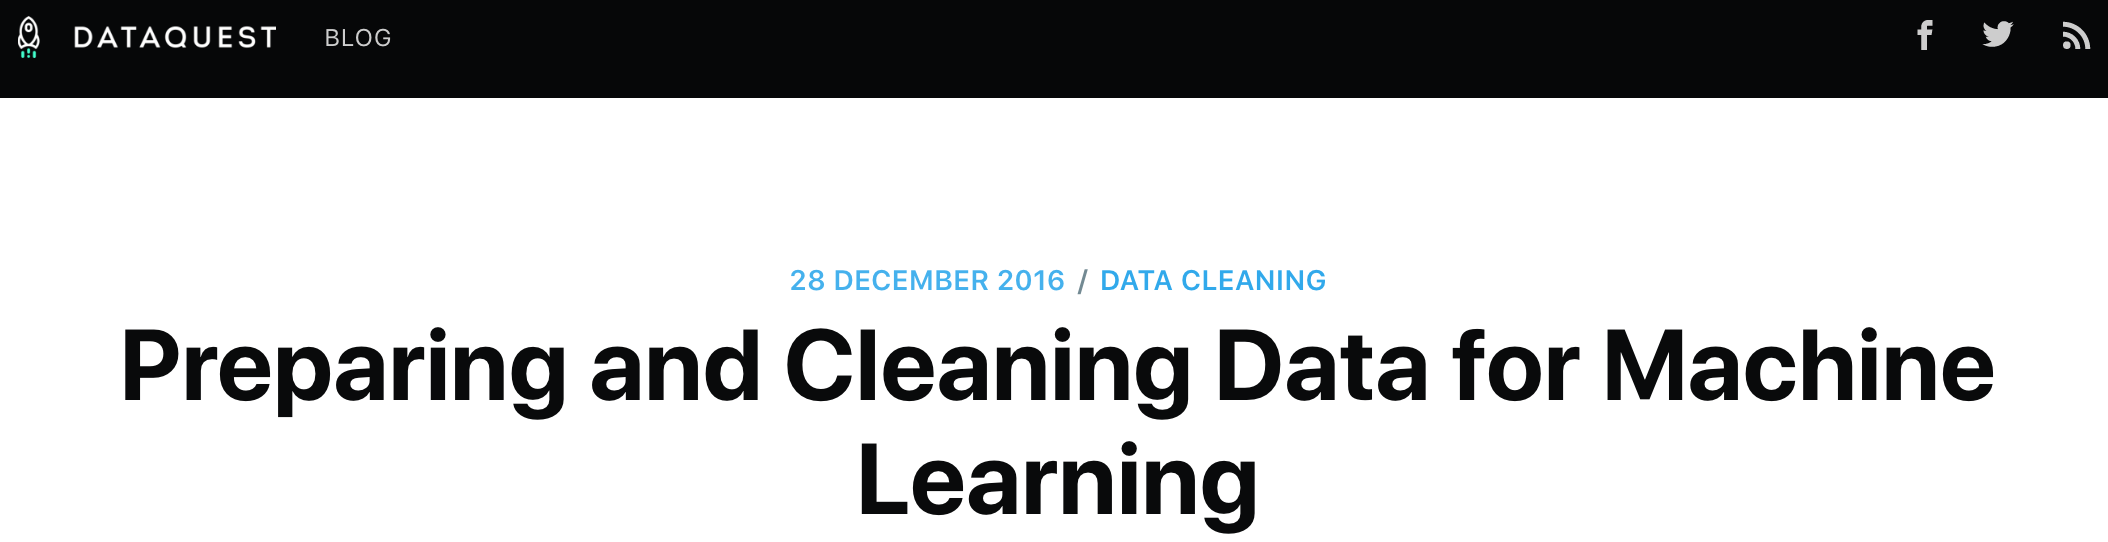 DATAQUEST BLOG
28 DECEMBER 2016 / DATA CLEANING
Preparing and Cleaning Data for Machine
Learning